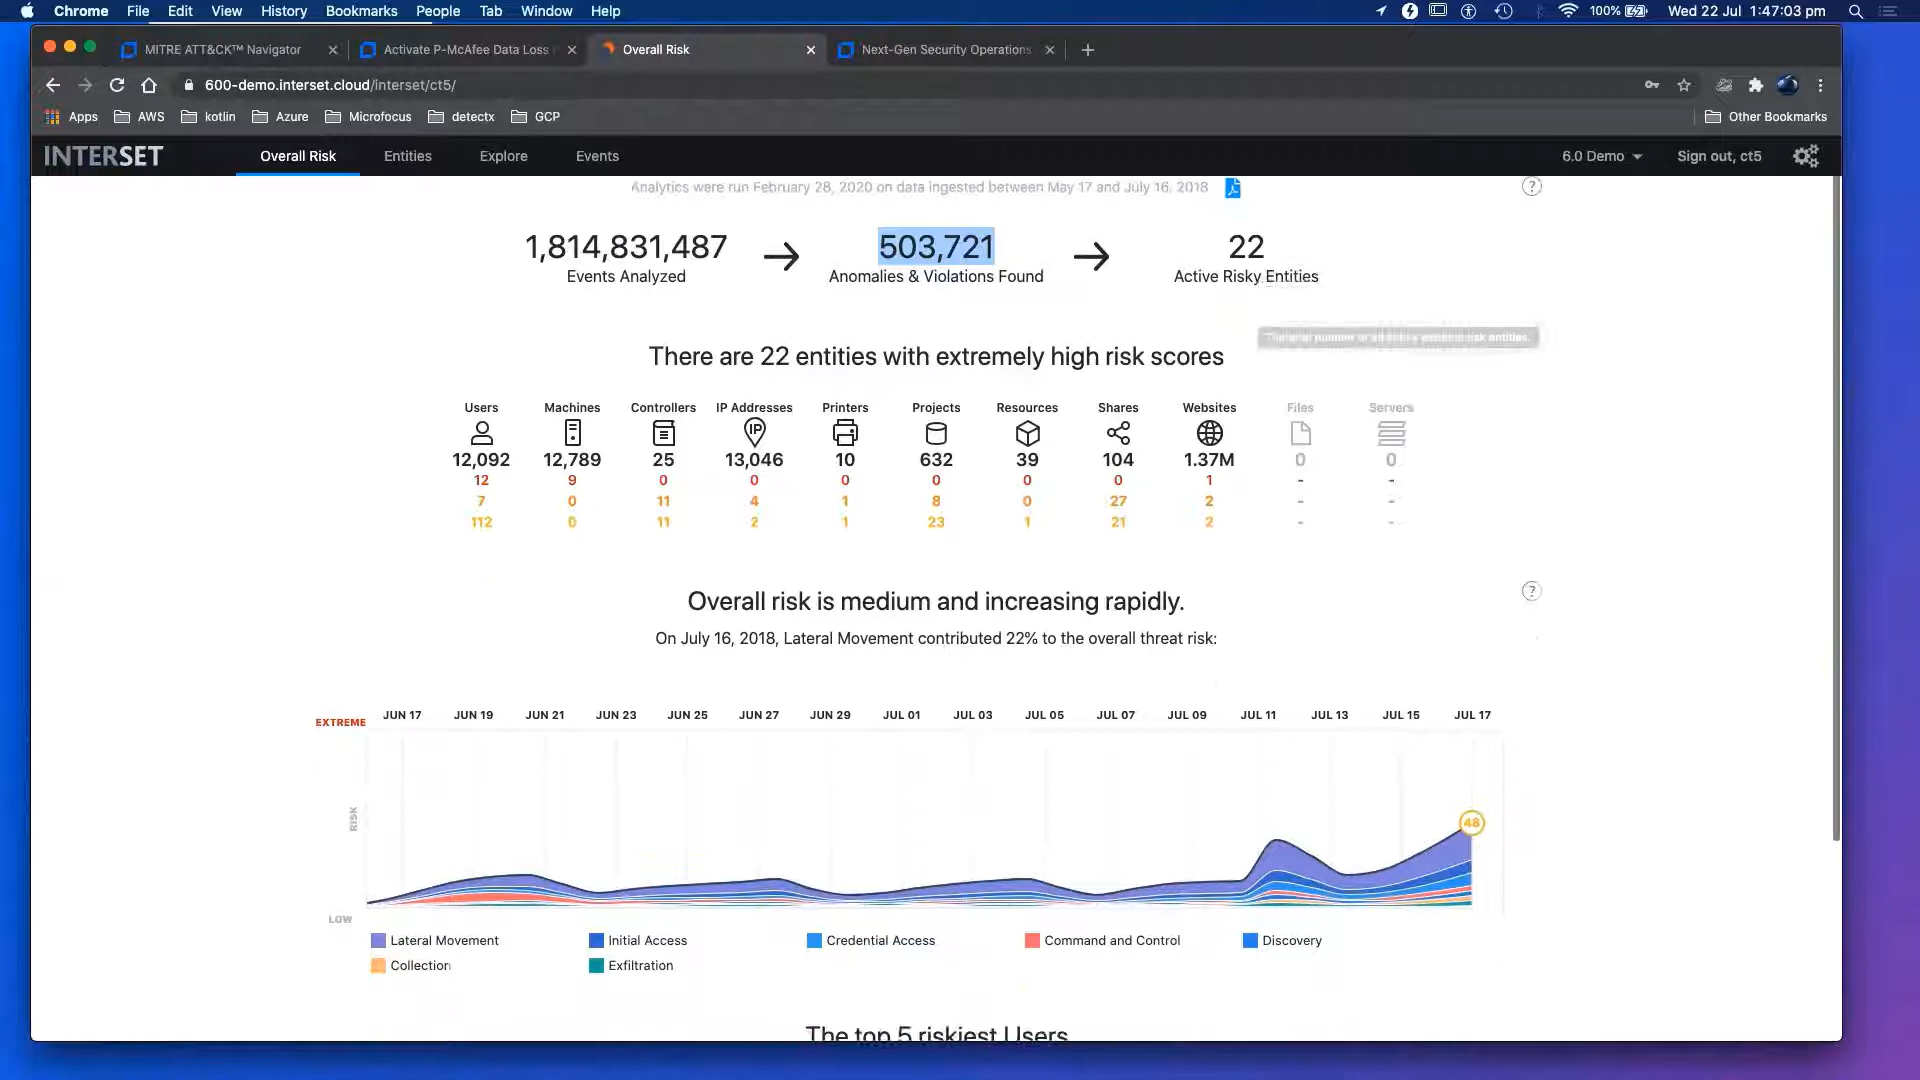 Chrome File Edit View History Bookmarks People Tab Window Help 100% Wed 22 Jul 1:47:03 pm
MITRE ATT&CK™ Navigator Activate P-McAfee Data Loss Overall Risk Next-Gen Security Operations
600-demo.interset.cloud/interset/ct5/
Apps AWS kotlin Azure Microfocus detectx GCP Other Bookmarks
INTERSET Overall Risk Entities Explore Events 6.0 Demo Sign out, ct5
Analytics were run February 28, 2020 on data ingested between May 17 and July 16, 2018 ?
1,814,831,487 503,721 22
Events Analyzed Anomalies & Violations Found Active Risky Entities
There are 22 entities with extremely high risk scores
Users Machines Controllers IP Addresses Printers Projects Resources Shares Websites Files Servers
IP
12,092 12,789 25 13,046 10 632 39 104 1.37M 0 0
12 9 0 0 0 0 0 0 1 - -
7 0 11 4 1 8 0 27 2 - -
112 0 11 2 1 23 1 21 2 - -
Overall risk is medium and increasing rapidly. ?
On July 16, 2018, Lateral Movement contributed 22% to the overall threat risk:
EXTREME JUN 17 JUN 19 JUN 21 JUN 23 JUN 25 JUN 27 JUN 29 JUL 01 JUL 03 JUL 05 JUL 07 JUL 09 JUL 11 JUL 13 JUL 15 JUL 17
RISK
48
LOW
Lateral Movement Initial Access Credential Access Command and Control Discovery
Collection Exfiltration
The top 5 riskiest Users